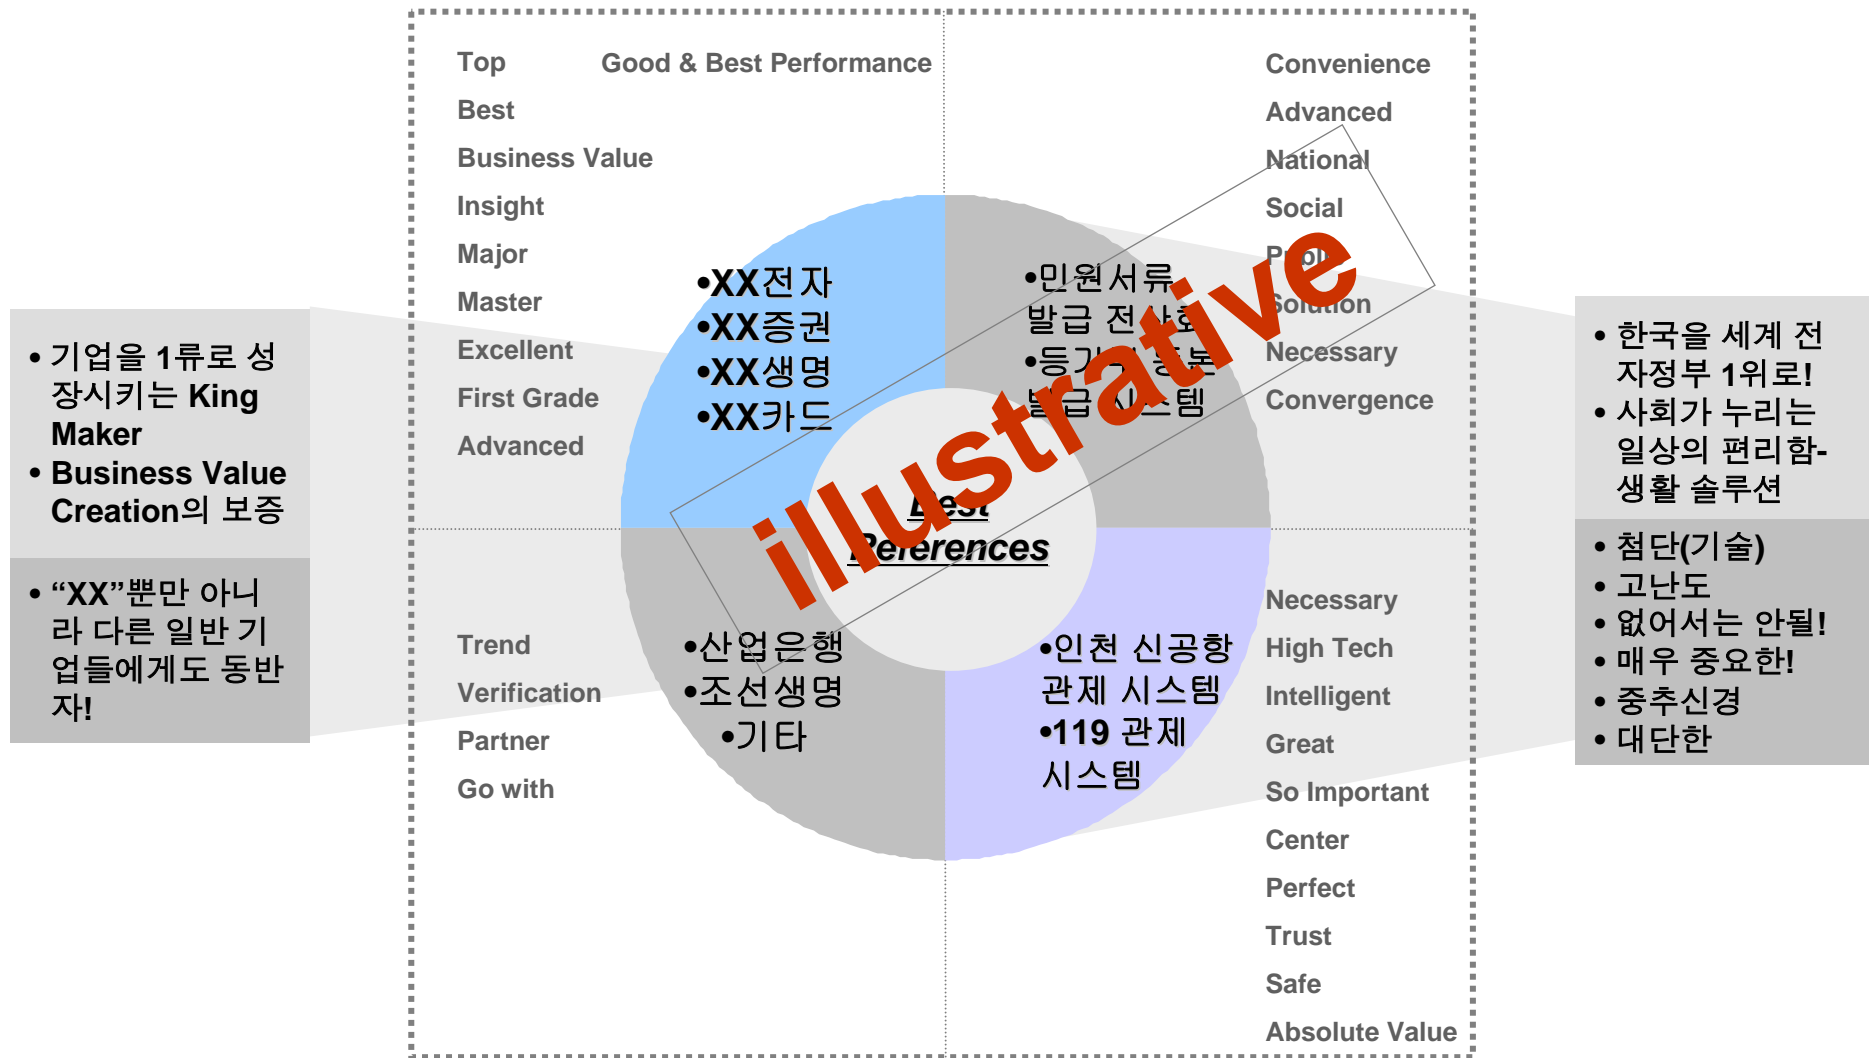 Top
Good & Best Performance
Best
Business Value
Insight
Major
Master
Excellent
First Grade
Advanced
Convenience
Advanced
National
Social
Public
Solution
Necessary
Convergence
•XX전자
•XX증권
•XX생명
•XX카드
•민원서류
발급 전산화
•등기부 등본
발급 시스템
Best
References
illustrative
• 기업을 1류로 성
장시키는 King
Maker
• Business Value
Creation의 보증
• “XX”뿐만 아니
라 다른 일반 기
업들에게도 동반
자!
• 한국을 세계 전
자정부 1위로!
• 사회가 누리는
일상의 편리함-
생활 솔루션
• 첨단(기술)
• 고난도
• 없어서는 안될!
• 매우 중요한!
• 중추신경
• 대단한
Trend
Verification
Partner
Go with
•산업은행
•조선생명
•기타
•인천 신공항
관제 시스템
•119 관제
시스템
Necessary
High Tech
Intelligent
Great
So Important
Center
Perfect
Trust
Safe
Absolute Value